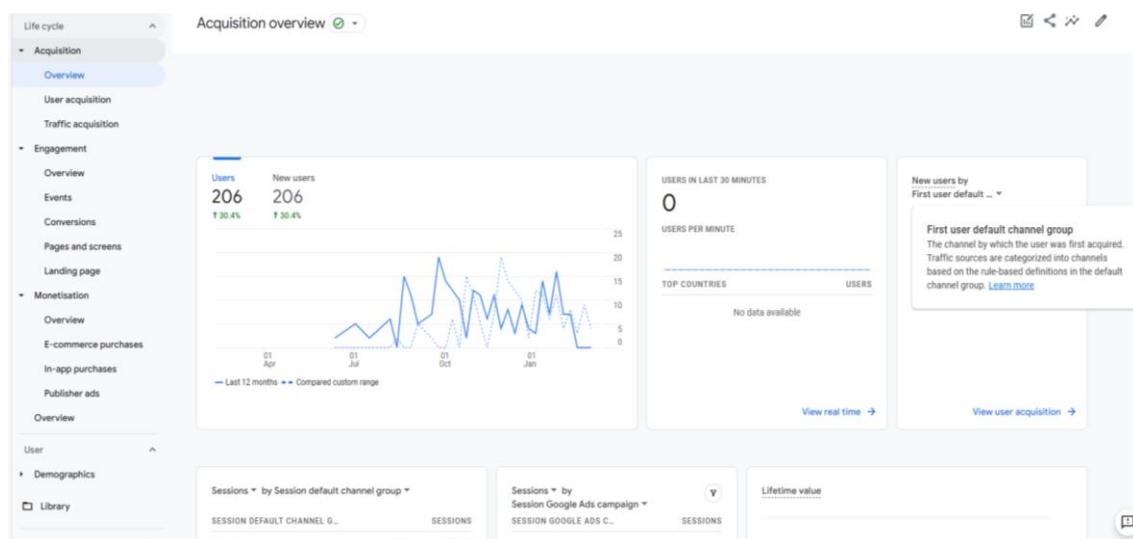 Life cycle
Acquisition
Overview
User acquisition
Traffic acquisition
Engagement
Overview
Events
Conversions
Pages and screens
Landing page
Monetisation
Overview
E-commerce purchases
In-app purchases
Publisher ads
Overview
User
Demographics
Library
Acquisition overview
Users
New users
206
206
↑ 30.4%
↑ 30.4%
25
20
15
10
5
0
01
Apr
01
Jul
01
Oct
01
Jan
Last 12 months
Compared custom range
USERS IN LAST 30 MINUTES
0
USERS PER MINUTE
TOP COUNTRIES
USERS
No data available
View real time →
New users by
First user default ...
First user default channel group
The channel by which the user was first acquired.
Traffic sources are categorized into channels
based on the rule-based definitions in the default
channel group. Learn more
View user acquisition →
Sessions by Session default channel group
SESSION DEFAULT CHANNEL G...
SESSIONS
Sessions by
Session Google Ads campaign
SESSION GOOGLE ADS C...
SESSIONS
Lifetime value